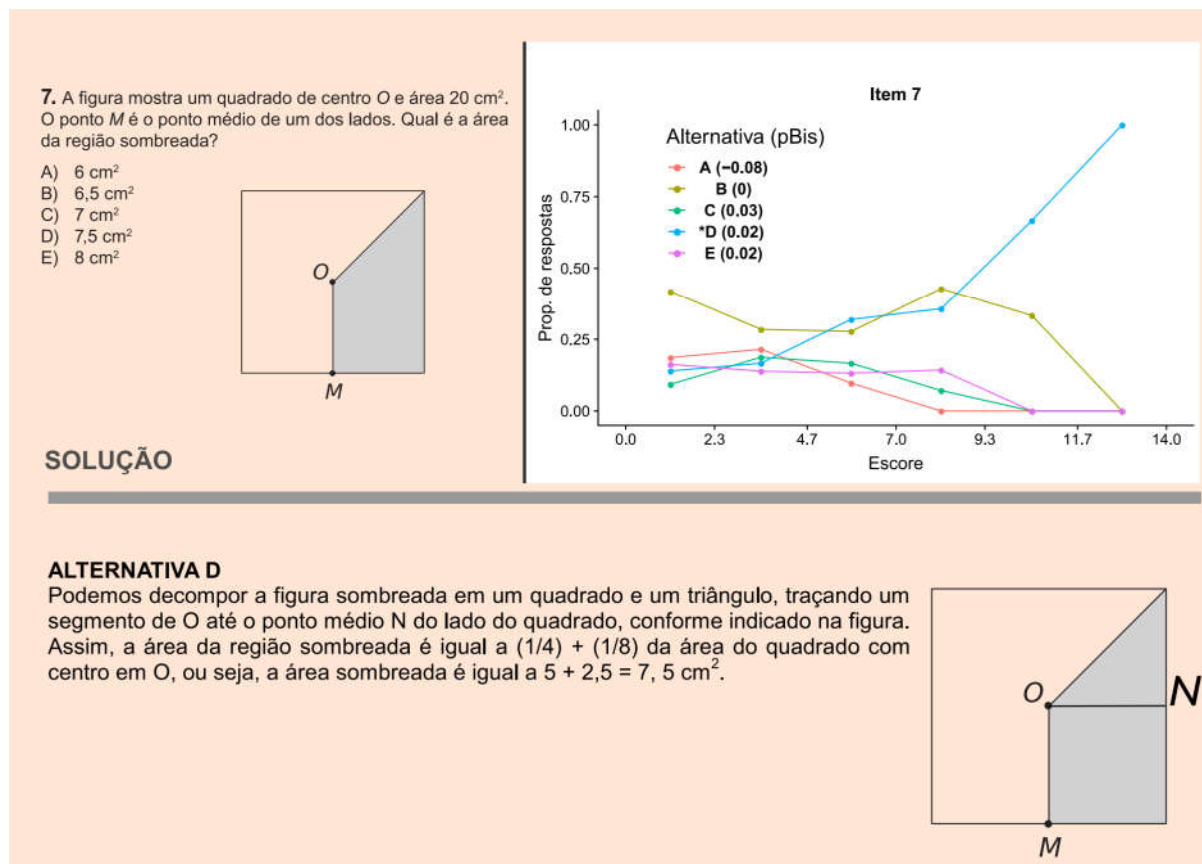 7. A figura mostra um quadrado de centro O e área 20 cm².
O ponto M é o ponto médio de um dos lados. Qual é a área
da região sombreada?
A) 6 cm²
B) 6,5 cm²
C) 7 cm²
D) 7,5 cm²
E) 8 cm²
O
M
Item 7
Alternativa (pBis)
A (−0.08)
B (0)
C (0.03)
*D (0.02)
E (0.02)
Prop. de respostas
1.00
0.75
0.50
0.25
0.00
0.0 2.3 4.7 7.0 9.3 11.7 14.0
Escore
SOLUÇÃO
ALTERNATIVA D
Podemos decompor a figura sombreada em um quadrado e um triângulo, traçando um
segmento de O até o ponto médio N do lado do quadrado, conforme indicado na figura.
Assim, a área da região sombreada é igual a (1/4) + (1/8) da área do quadrado com
centro em O, ou seja, a área sombreada é igual a 5 + 2,5 = 7, 5 cm².
O
N
M